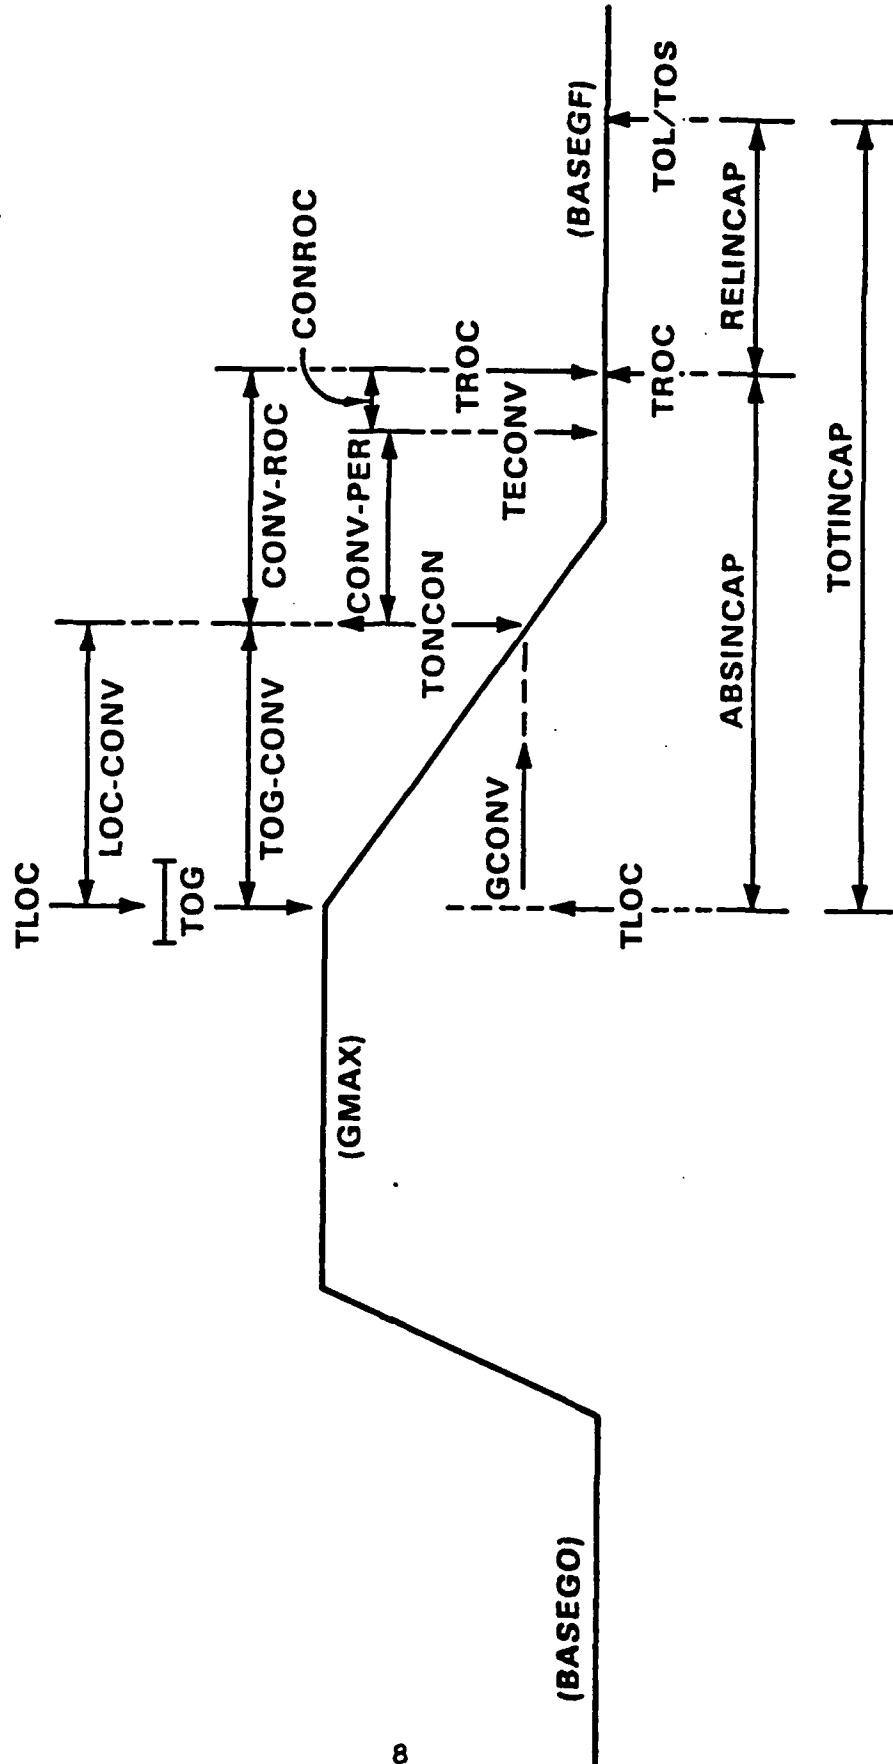 TLOC
LOC-CONV
TOG
TOG-CONV
CONV-ROC
CONROC
CONV-PER
TONCON
TECONV
TROC
(GMAX)
GCONV
(BASEGO)
(BASEGF)
TLOC
TROC
TOL/TOS
ABSINCAP
RELINCAP
TOTINCAP
8